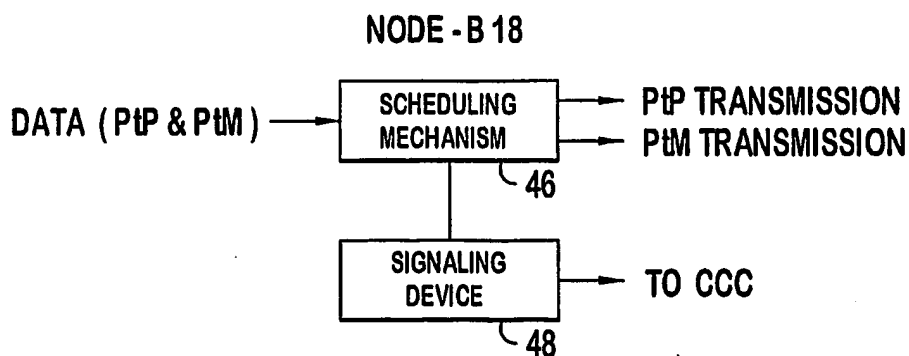 NODE - B 18
DATA ( PtP & PtM )
SCHEDULING
MECHANISM
46
PtP TRANSMISSION
PtM TRANSMISSION
SIGNALING
DEVICE
48
TO CCC